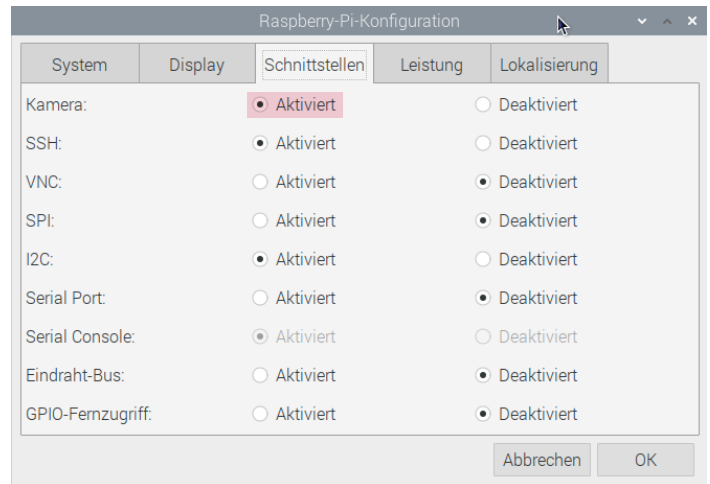 Raspberry-Pi-Konfiguration
System Display Schnittstellen Leistung Lokalisierung
Kamera: Aktiviert Deaktiviert
SSH: Aktiviert Deaktiviert
VNC: Aktiviert Deaktiviert
SPI: Aktiviert Deaktiviert
I2C: Aktiviert Deaktiviert
Serial Port: Aktiviert Deaktiviert
Serial Console: Aktiviert Deaktiviert
Eindraht-Bus: Aktiviert Deaktiviert
GPIO-Fernzugriff: Aktiviert Deaktiviert
Abbrechen OK